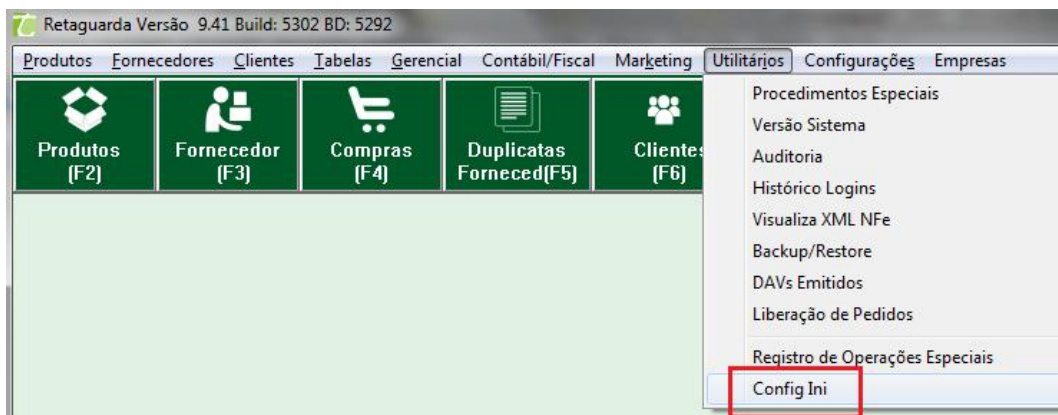 Retaguarda Versão 9.41 Build: 5302 BD: 5292
Produtos Fornecedores Clientes Tabelas Gerencial Contábil/Fiscal Marketing Utilitários Configurações Empresas
Produtos (F2)
Fornecedor (F3)
Compras (F4)
Duplicatas Forneced(F5)
Clientes (F6)
Procedimentos Especiais
Versão Sistema
Auditoria
Histórico Logins
Visualiza XML NFe
Backup/Restore
DAVs Emitidos
Liberação de Pedidos
Registro de Operações Especiais
Config Ini